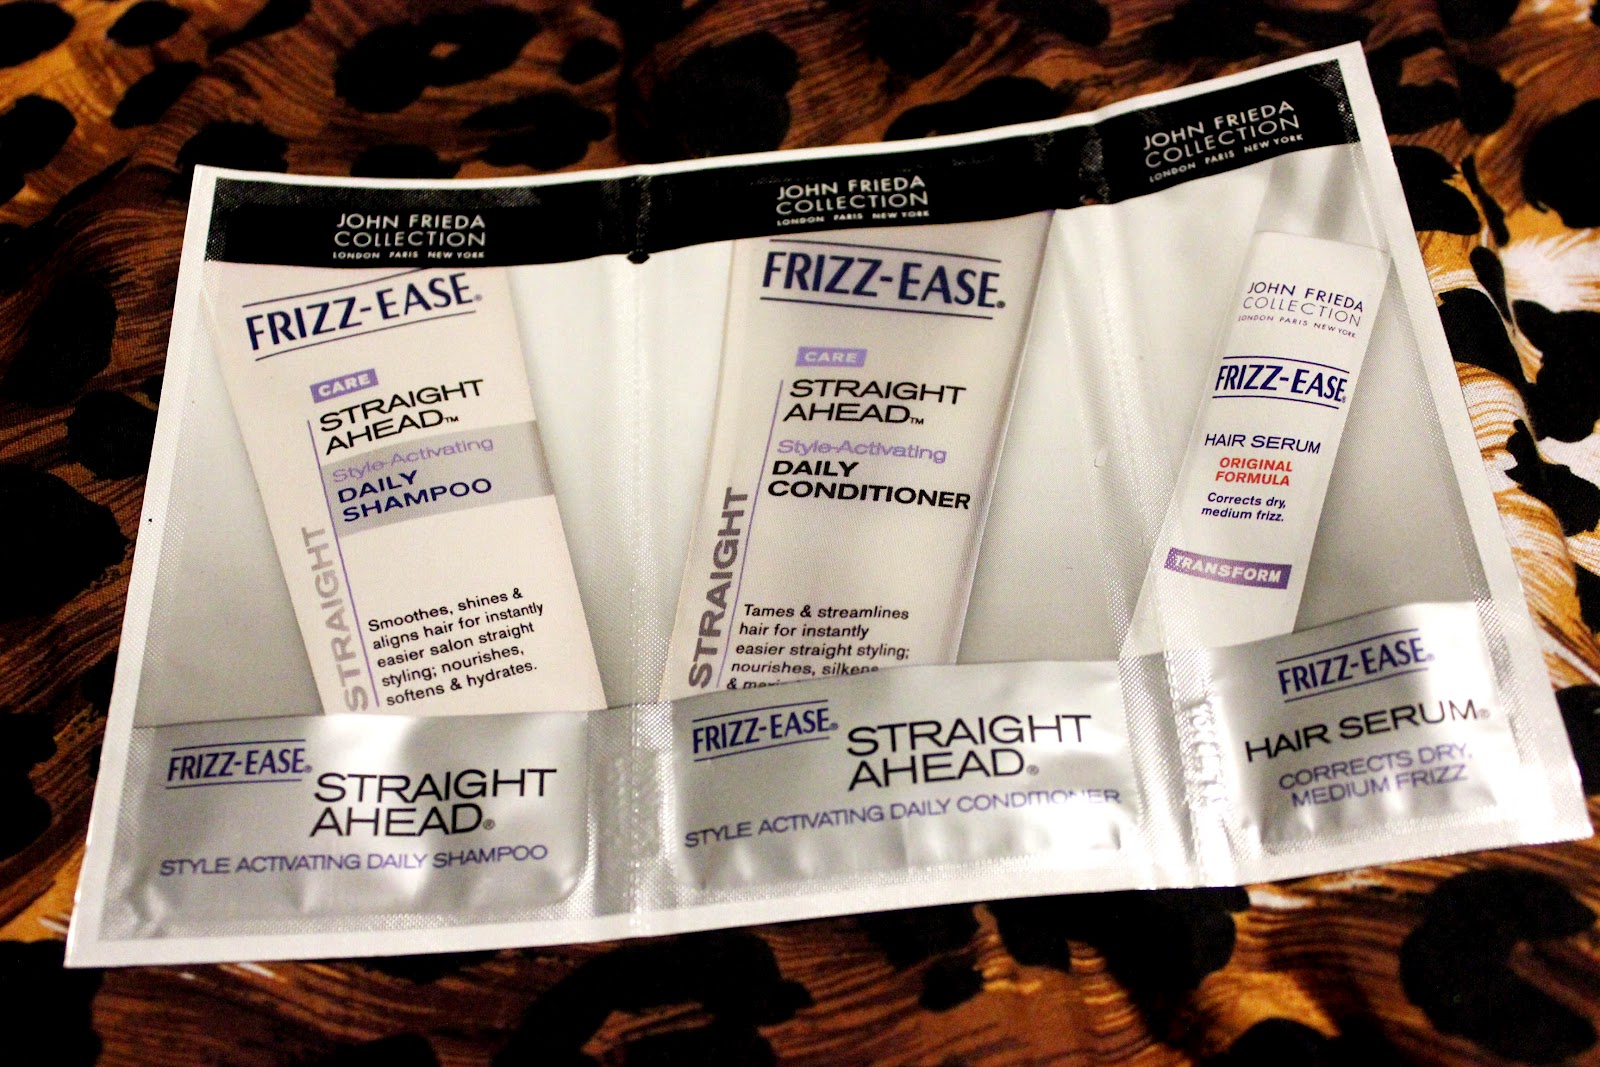 JOHN FRIEDA
COLLECTION
LONDON PARIS NEW YORK
FRIZZ-EASE®
CARE
STRAIGHT
AHEAD™
Style-Activating
DAILY
SHAMPOO
STRAIGHT
Smoothes, shines &
aligns hair for instantly
easier salon straight
styling; nourishes,
softens & hydrates.
FRIZZ-EASE®
STRAIGHT
AHEAD®
STYLE ACTIVATING DAILY SHAMPOO
JOHN FRIEDA
COLLECTION
LONDON PARIS NEW YORK
FRIZZ-EASE®
CARE
STRAIGHT
AHEAD™
Style-Activating
DAILY
CONDITIONER
STRAIGHT
Tames & streamlines
hair for instantly
easier straight styling;
nourishes, silkens
&
FRIZZ-EASE®
STRAIGHT
AHEAD®
STYLE ACTIVATING DAILY CONDITIONER
JOHN FRIEDA
COLLECTION
LONDON PARIS NEW YORK
JOHN FRIEDA
COLLECTION
LONDON PARIS NEW YORK
FRIZZ-EASE®
HAIR SERUM
ORIGINAL
FORMULA
Corrects dry,
medium frizz.
TRANSFORM
FRIZZ-EASE®
HAIR SERUM®
CORRECTS DRY,
MEDIUM FRIZZ